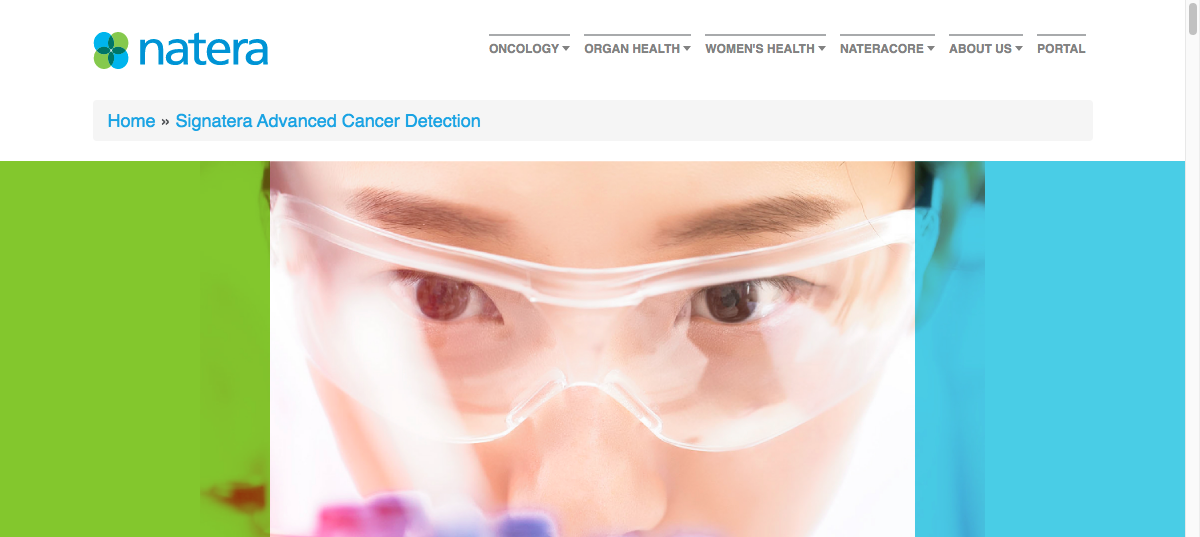 natera
ONCOLOGY ORGAN HEALTH WOMEN'S HEALTH NATERACORE ABOUT US PORTAL
Home » Signatera Advanced Cancer Detection